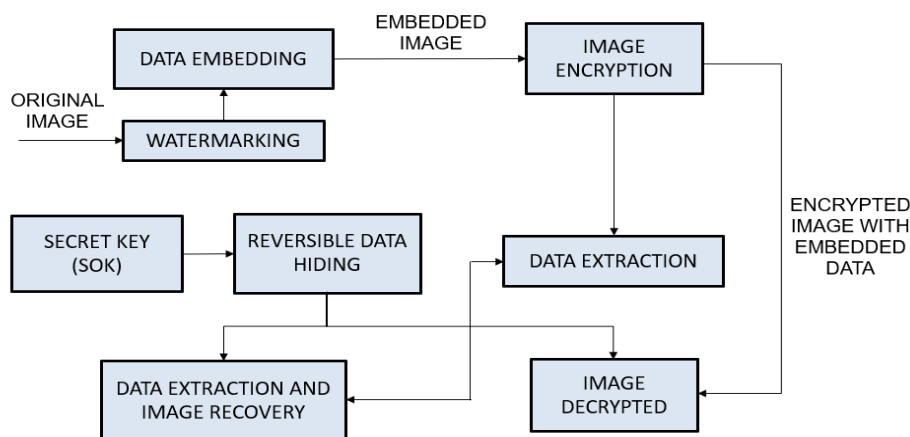 EMBEDDED
IMAGE
DATA EMBEDDING
IMAGE
ENCRYPTION
ORIGINAL
IMAGE
WATERMARKING
SECRET KEY
(SOK)
REVERSIBLE DATA
HIDING
DATA EXTRACTION
ENCRYPTED
IMAGE WITH
EMBEDDED
DATA
DATA EXTRACTION AND
IMAGE RECOVERY
IMAGE
DECRYPTED